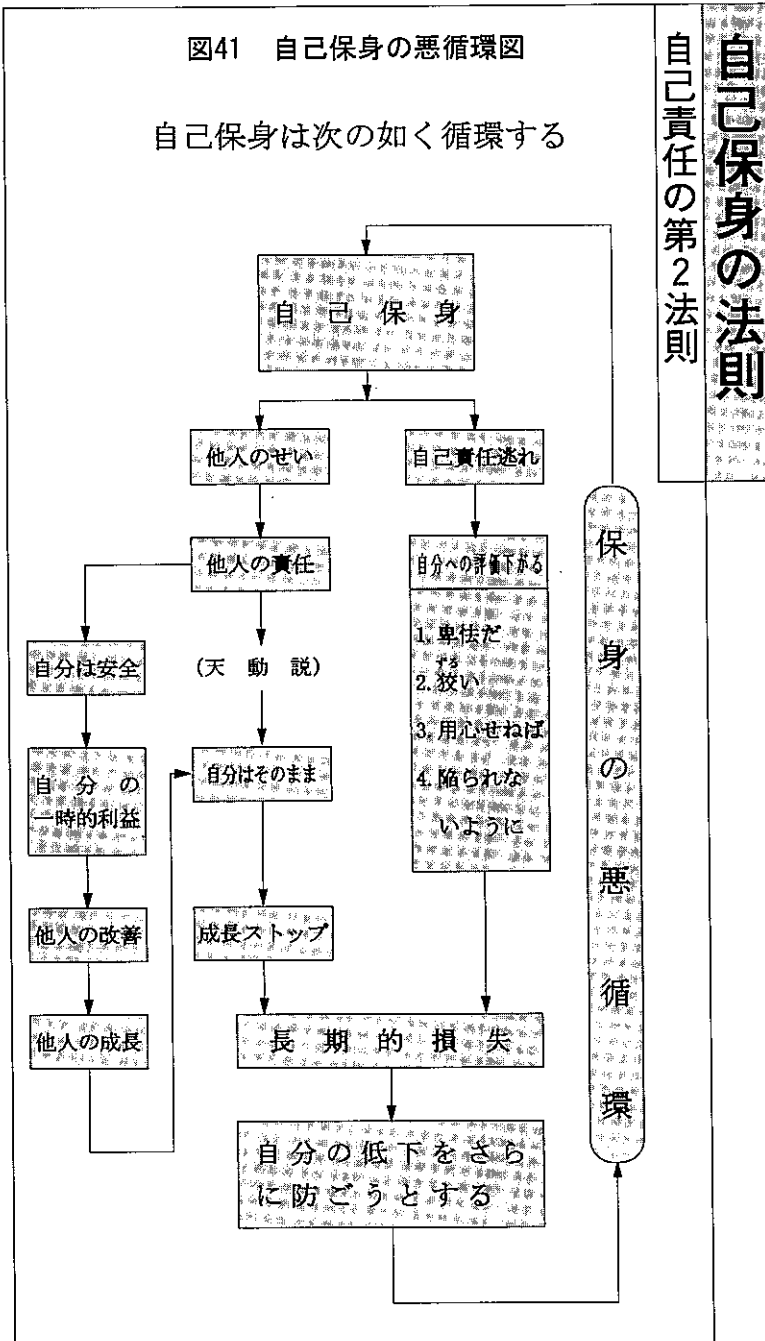 自己保身の法則
自己責任の第2法則
図41 自己保身の悪循環図
自己保身は次の如く循環する
自己保身
他人のせい
自己責任逃れ
他人の責任
自分への評価下がる
1. 卑怯だ
ずる
2. 狡い
3. 用心せねば
4. 陥られな
いように
自分は安全
(天動説)
自分の
一時的利益
自分はそのまま
他人の改善
成長ストップ
他人の成長
長期的損失
自分の低下をさら
に防ごうとする
保身の悪循環